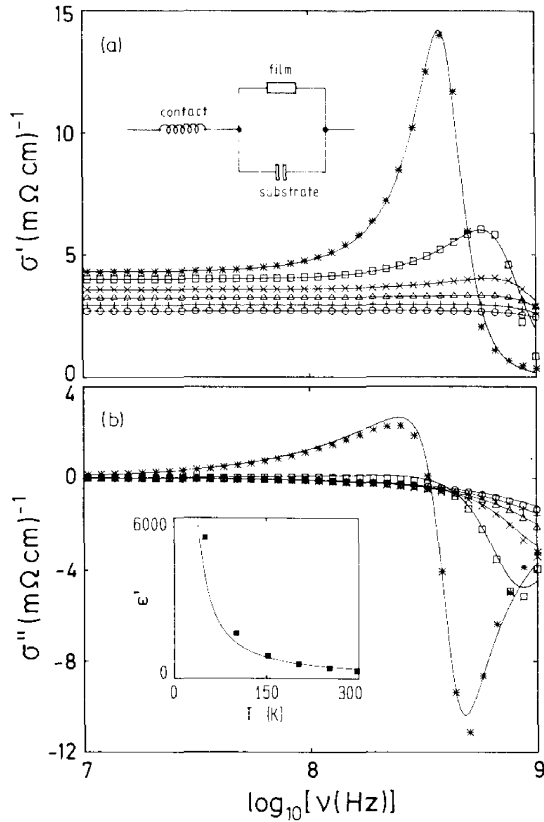 15
(a)
film
contact
substrate
10
σ' (mΩ cm)⁻¹
5
0
4
(b)
0
6000
ε'
0
0 150 300
T (K)
-4
σ" (mΩ cm)⁻¹
-8
-12
7 8 9
log₁₀ [ν(Hz)]